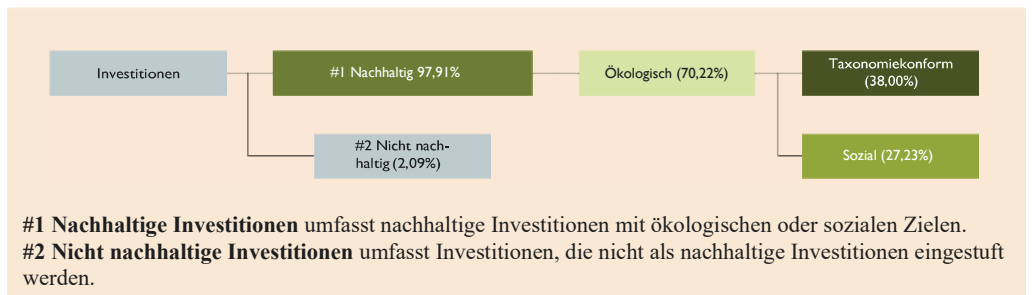 Investitionen
#1 Nachhaltig 97,91%
Ökologisch (70,22%)
Taxonomiekonform
(38,00%)
#2 Nicht nach-
haltig (2,09%)
Sozial (27,23%)
#1 Nachhaltige Investitionen umfasst nachhaltige Investitionen mit ökologischen oder sozialen Zielen.
#2 Nicht nachhaltige Investitionen umfasst Investitionen, die nicht als nachhaltige Investitionen eingestuft
werden.